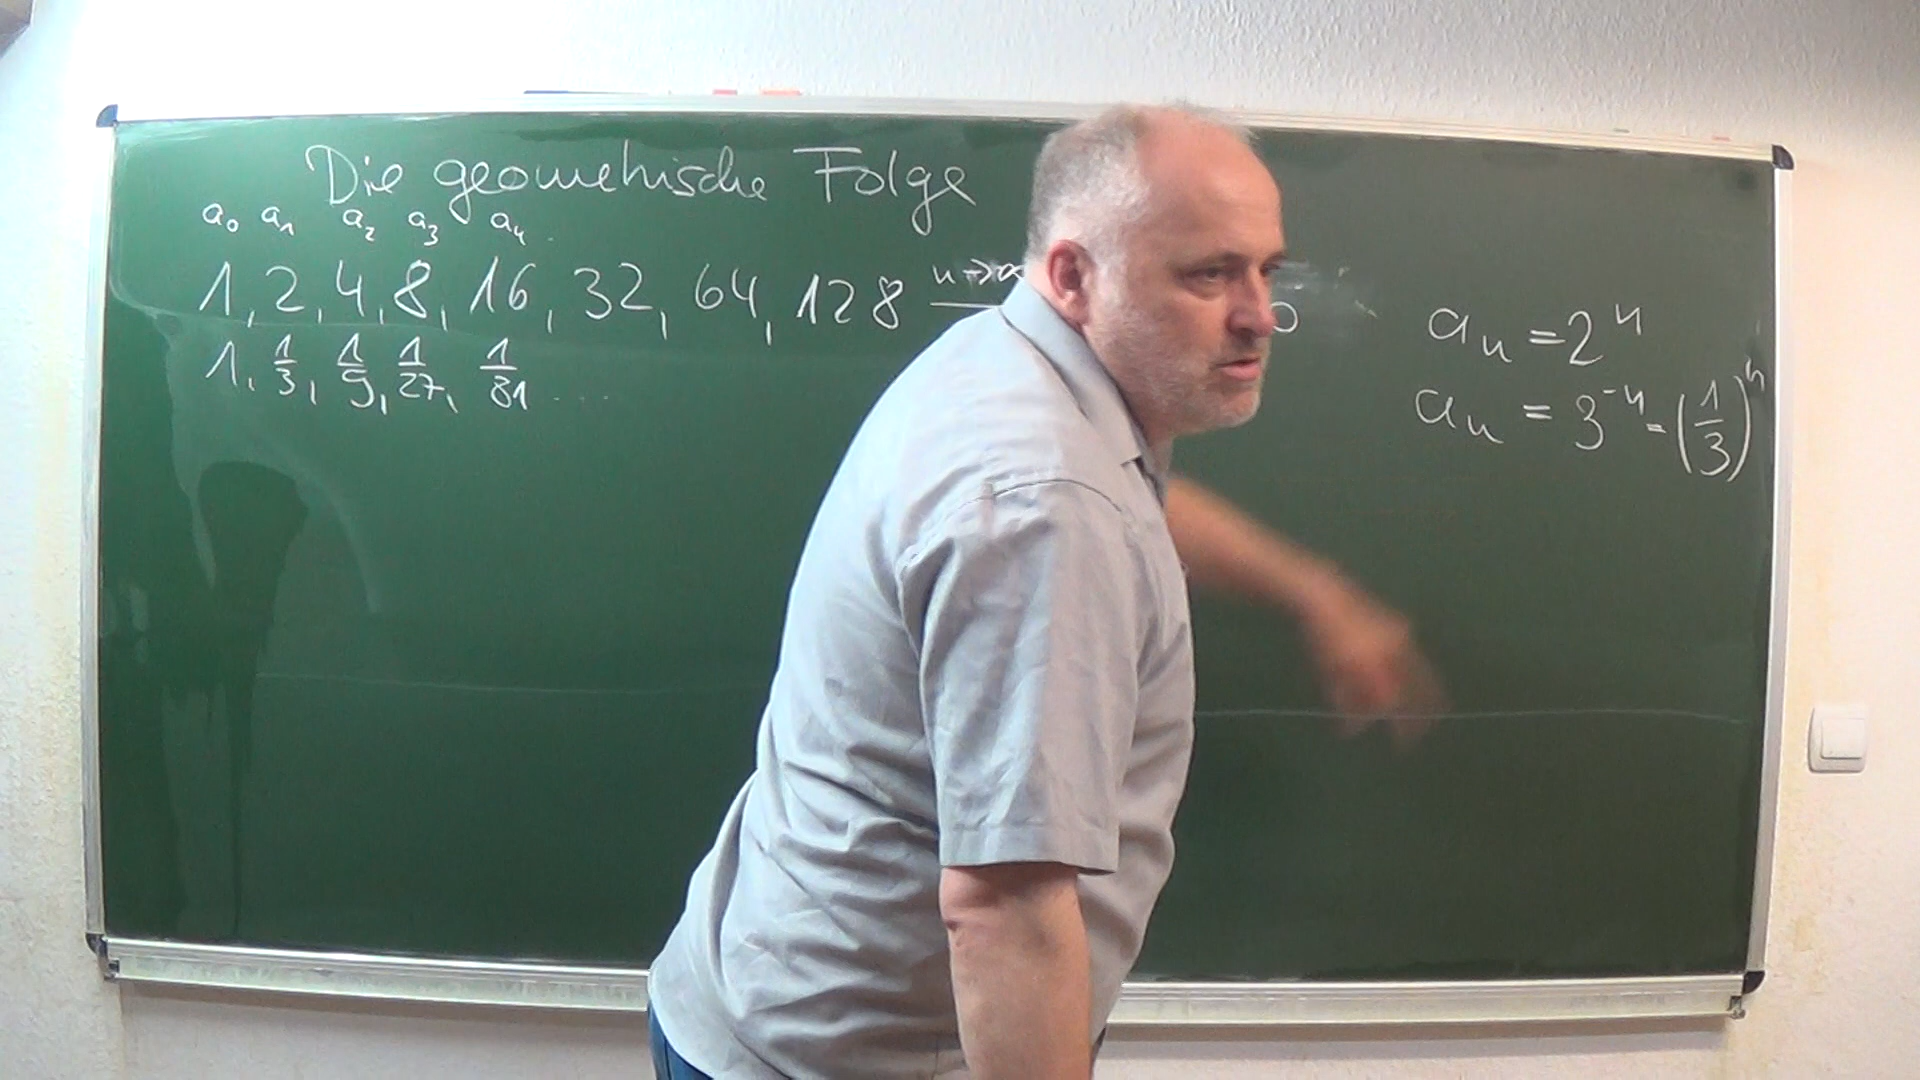 Die geometrische Folge
a₀ a₁ a₂ a₃ a₄ .
1, 2, 4, 8, 16, 32, 64, 128 n→∞
aₙ = 2ⁿ
1, 1/3, 1/9, 1/27, 1/81 ...
aₙ = 3⁻ⁿ = (1/3)ⁿ